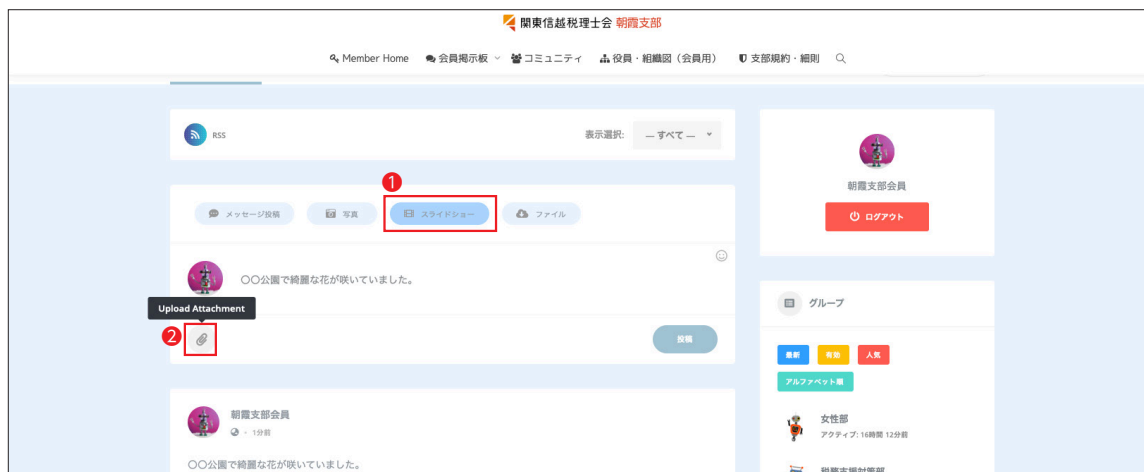 関東信越税理士会 朝霞支部
Member Home 会員掲示板 コミュニティ 役員・組織図（会員用） 支部規約・細則
RSS
表示選択: — すべて —
1
メッセージ投稿 写真 スライドショー ファイル
〇〇公園で綺麗な花が咲いていました。
Upload Attachment
2
投稿
朝霞支部会員
・ 1分前
〇〇公園で綺麗な花が咲いていました。
朝霞支部会員
ログアウト
グループ
最新 有効 人気
アルファベット順
女性部
アクティブ: 16時間 12分前
税務支援対策部